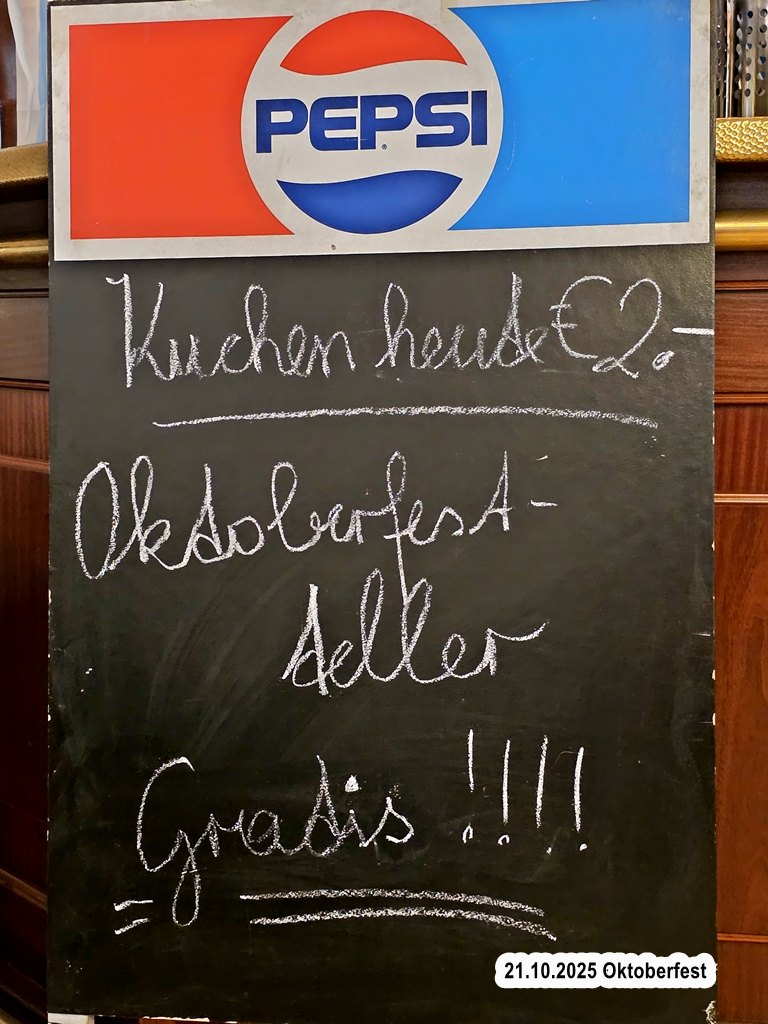 PEPSI
Kuchen heute €2.-
Oktoberfest-
teller
Gratis !!!!
21.10.2025 Oktoberfest